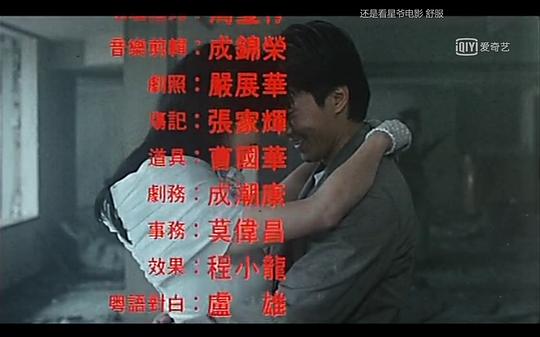 还是看星爷电影 舒服
iQIYI 爱奇艺
音樂剪輯：成錦榮
劇照：嚴展華
場記：張家輝
道具：曹國華
劇務：成潮康
事務：莫偉昌
效果：程小龍
粵語對白：盧 雄